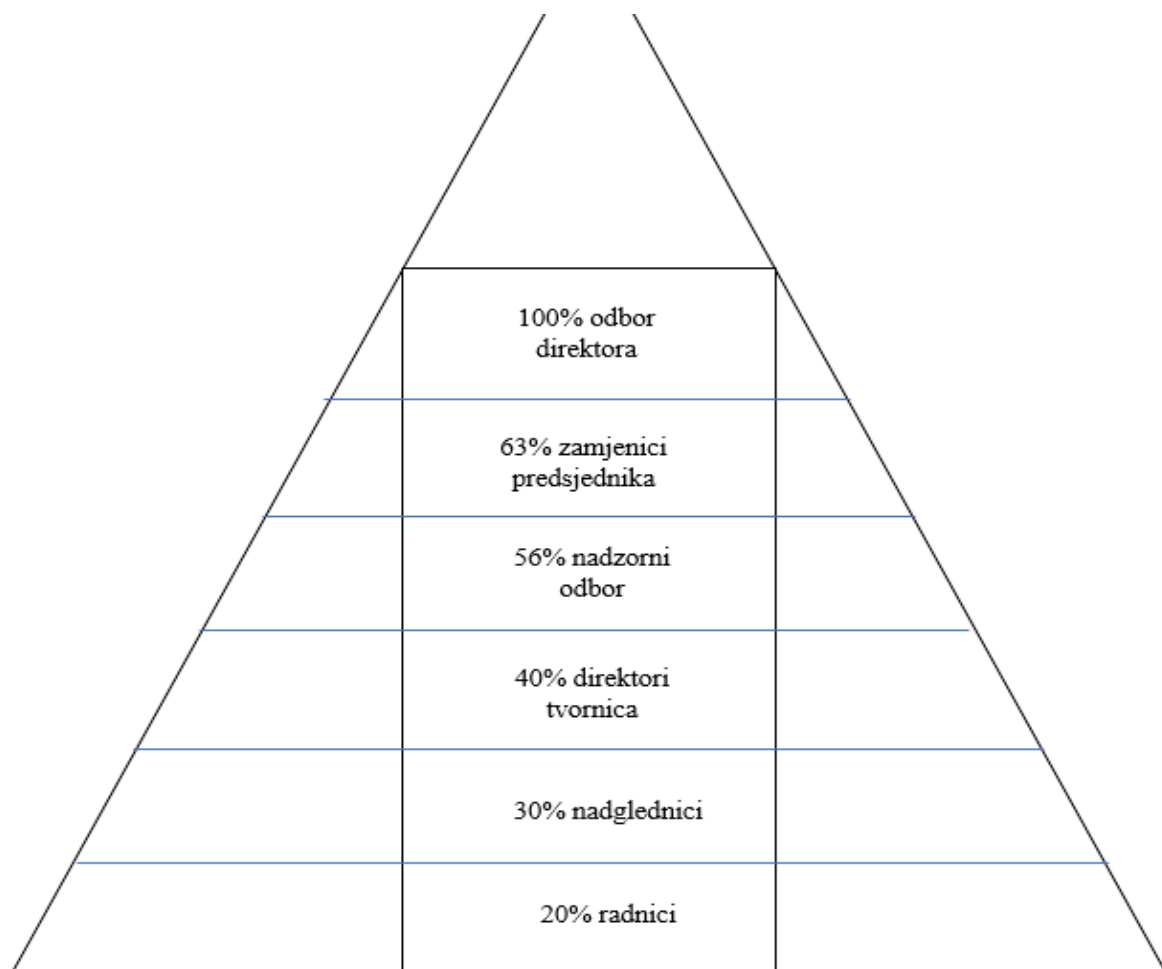 100% odbor
direktora
63% zamjenici
predsjednika
56% nadzorni
odbor
40% direktori
tvornica
30% nadglednici
20% radnici